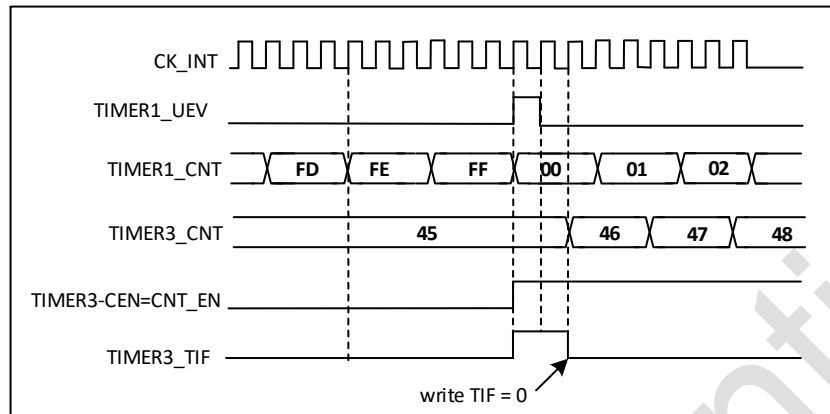 CK_INT
TIMER1_UEV
TIMER1_CNT FD FE FF 00 01 02
TIMER3_CNT 45 46 47 48
TIMER3-CEN=CNT_EN
TIMER3_TIF
write TIF = 0